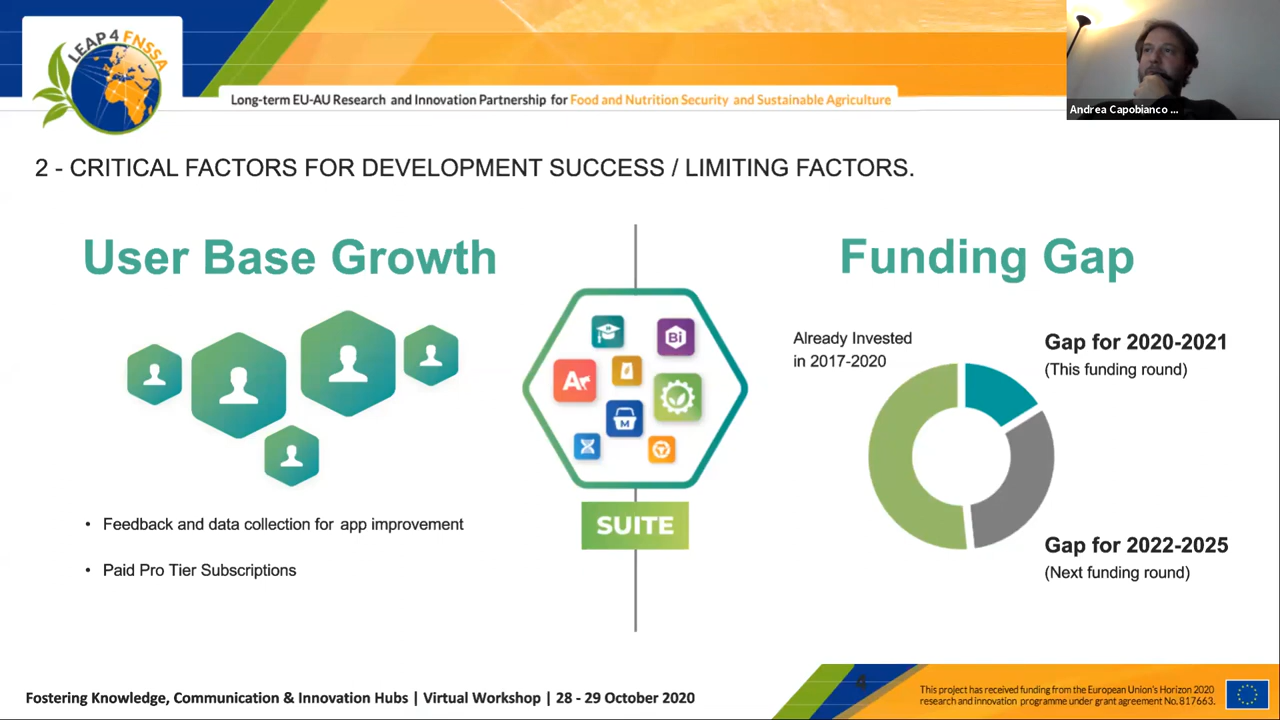 LEAP4FNSSA
Long-term EU-AU Research and Innovation Partnership for Food and Nutrition Security and Sustainable Agriculture
Andrea Capobianco ...
2 - CRITICAL FACTORS FOR DEVELOPMENT SUCCESS / LIMITING FACTORS.
User Base Growth
• Feedback and data collection for app improvement
• Paid Pro Tier Subscriptions
Bi
Ar
M
SUITE
Funding Gap
Already Invested
in 2017-2020
Gap for 2020-2021
(This funding round)
Gap for 2022-2025
(Next funding round)
4
Fostering Knowledge, Communication & Innovation Hubs | Virtual Workshop | 28 - 29 October 2020
This project has received funding from the European Union's Horizon 2020
research and innovation programme under grant agreement No. 817663.